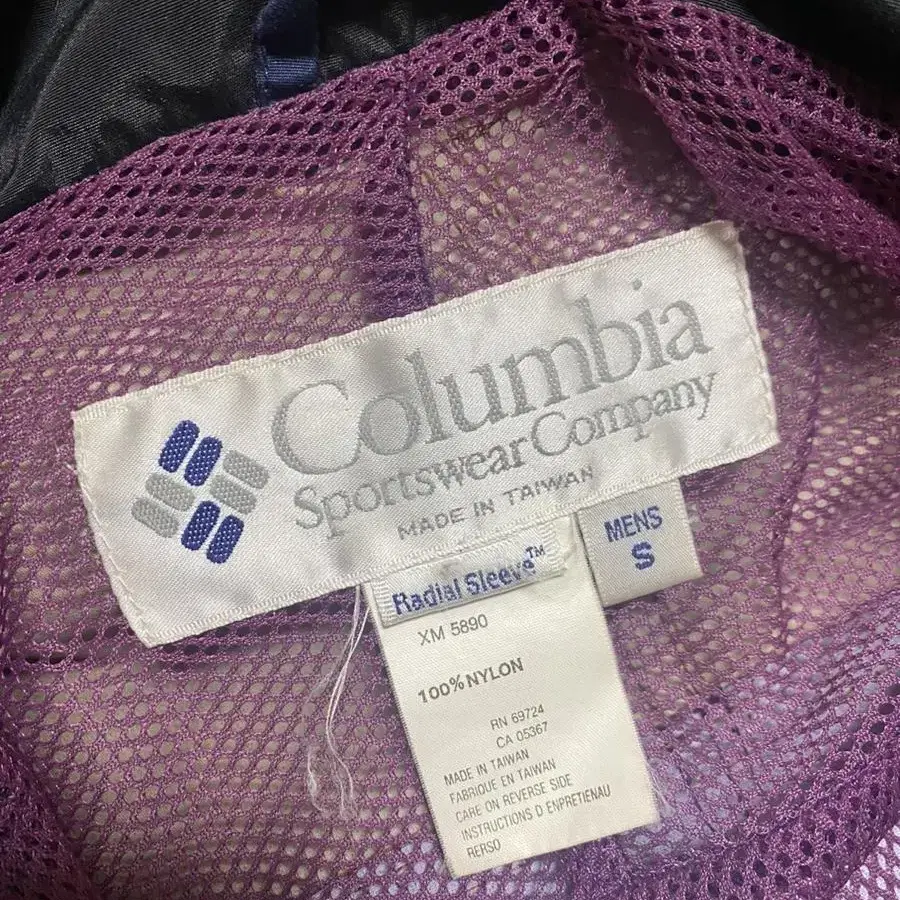 Columbia
Sportswear Company
MADE IN TAIWAN
MENS
S
Radial Sleeve™
XM 5890
100% NYLON
RN 69724
CA 05367
MADE IN TAIWAN
FABRIQUE EN TAIWAN
CARE ON REVERSE SIDE
INSTRUCTIONS D ENPRETIENAU
RERSO